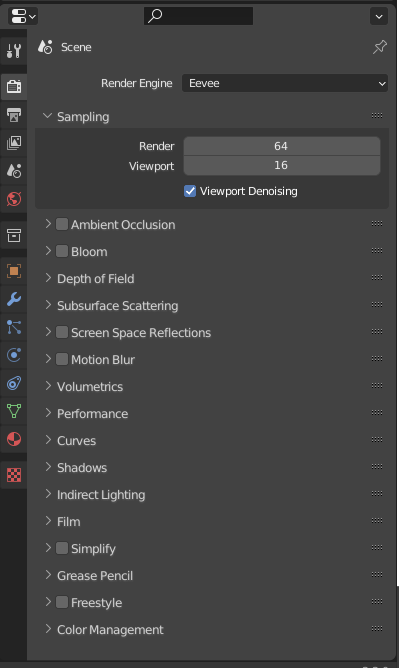 Scene
Render Engine Eevee
Sampling
Render 64
Viewport 16
Viewport Denoising
Ambient Occlusion
Bloom
Depth of Field
Subsurface Scattering
Screen Space Reflections
Motion Blur
Volumetrics
Performance
Curves
Shadows
Indirect Lighting
Film
Simplify
Grease Pencil
Freestyle
Color Management